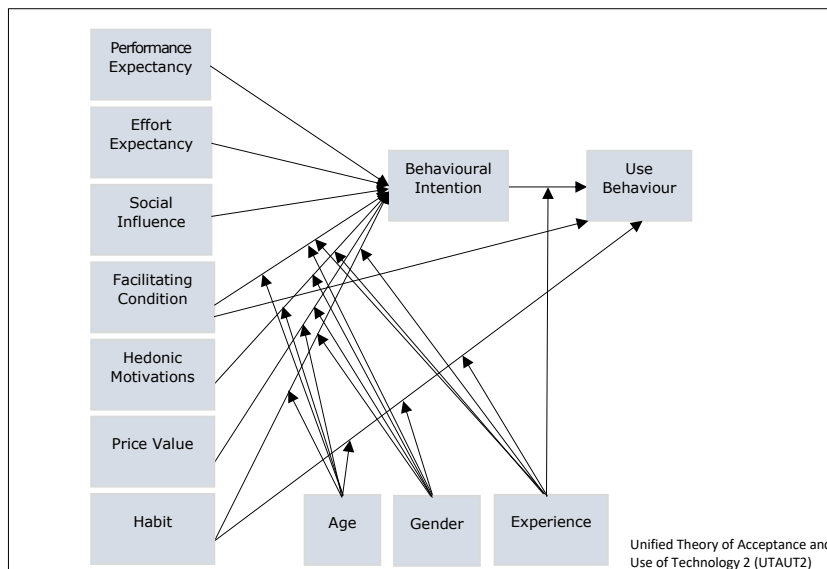 Performance
Expectancy
Effort
Expectancy
Social
Influence
Facilitating
Condition
Hedonic
Motivations
Price Value
Habit
Behavioural
Intention
Use
Behaviour
Age
Gender
Experience
Unified Theory of Acceptance and
Use of Technology 2 (UTAUT2)